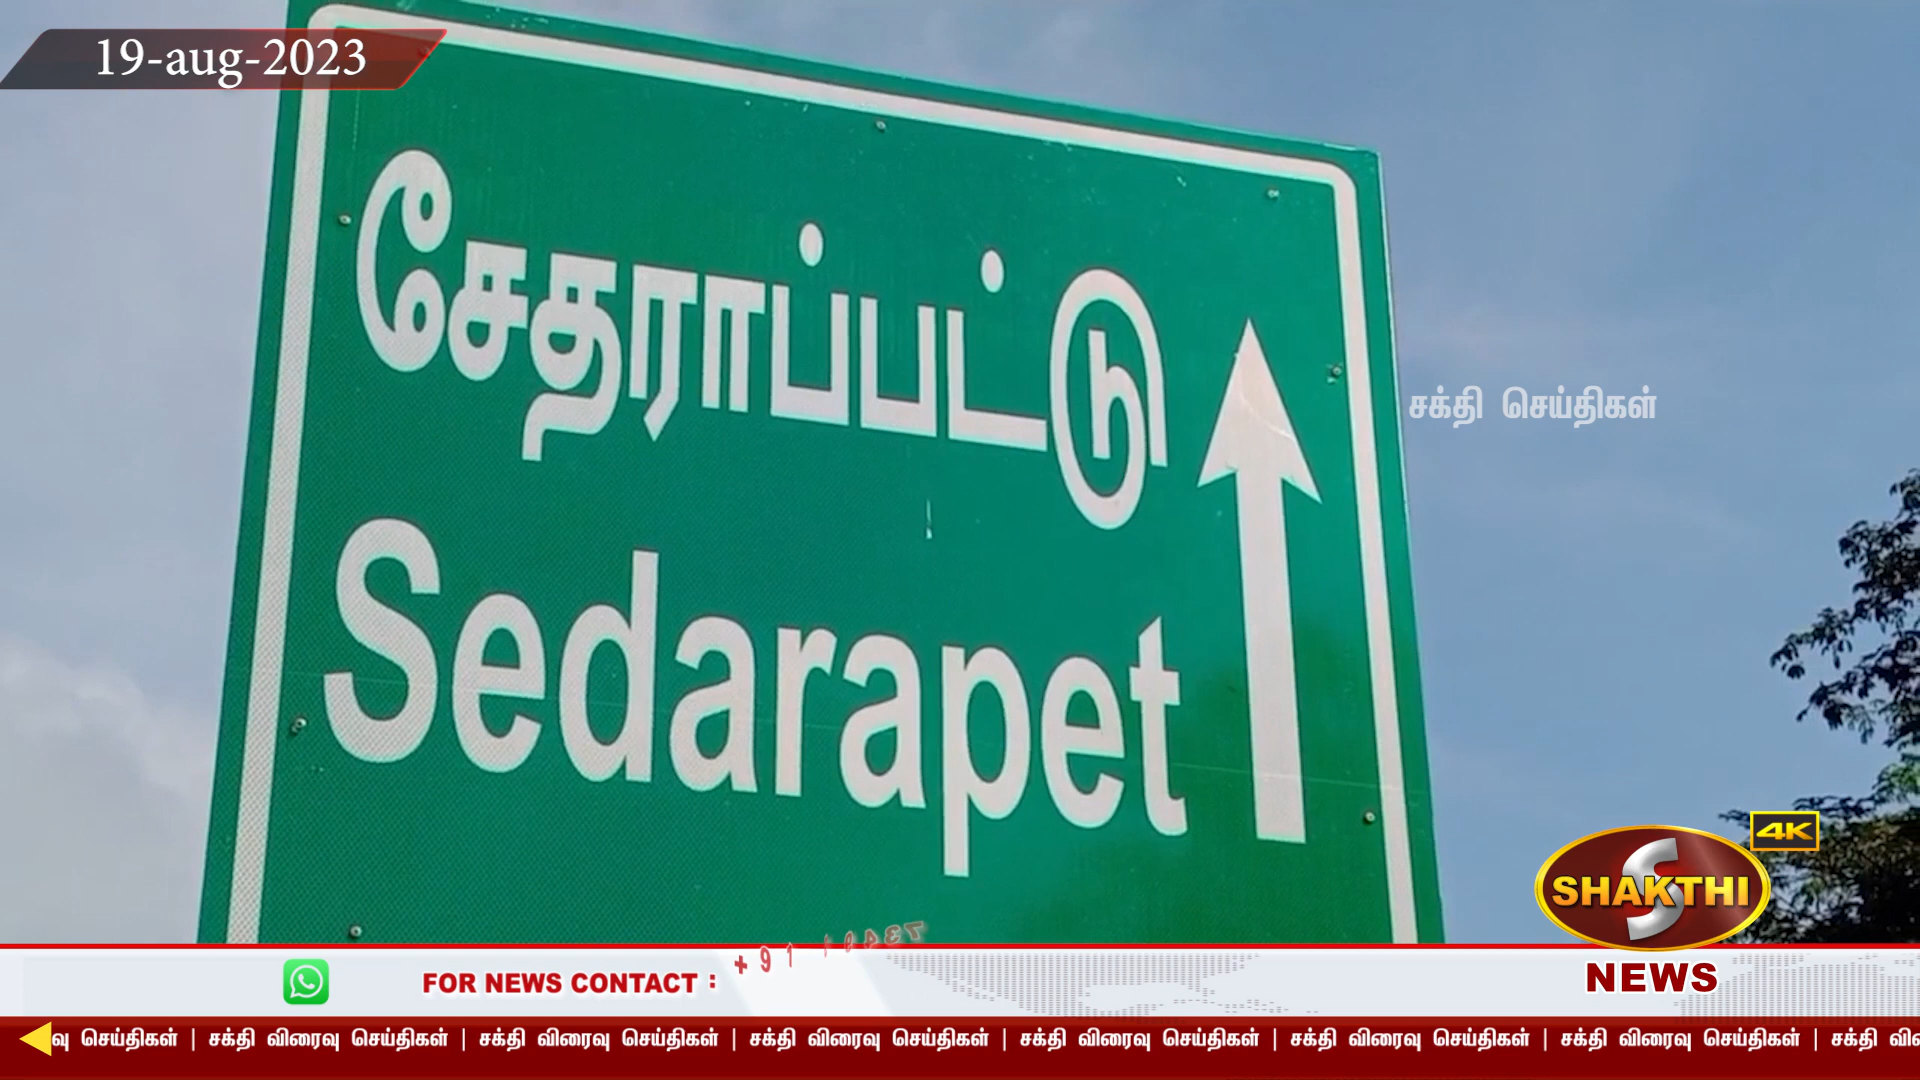 19-aug-2023
சேதராப்பட்டு
Sedarapet
சக்தி செய்திகள்
4K
S
SHAKTHI
NEWS
FOR NEWS CONTACT : +91
வு செய்திகள் | சக்தி விரைவு செய்திகள் | சக்தி விரைவு செய்திகள் | சக்தி விரைவு செய்திகள் | சக்தி விரைவு செய்திகள் | சக்தி விரைவு செய்திகள் | சக்தி விரைவு செய்திகள் | சக்தி